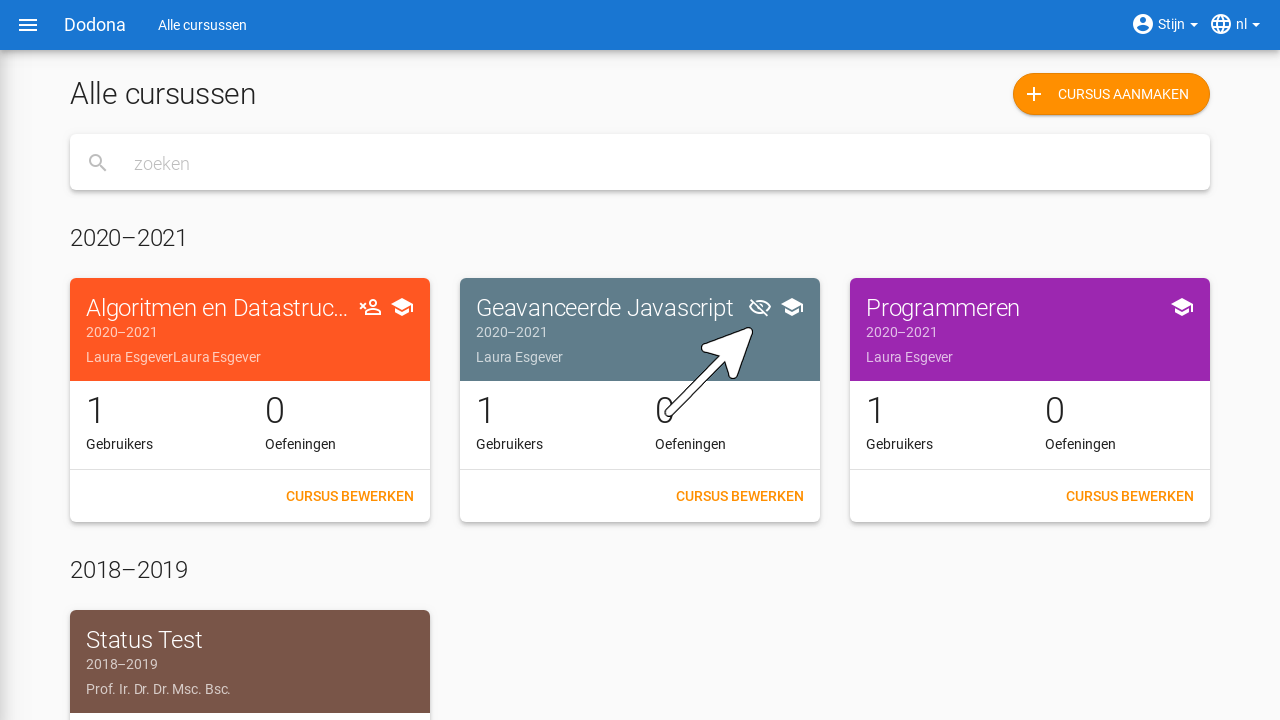 Dodona Alle cursussen Stijn nl
Alle cursussen CURSUS AANMAKEN
zoeken
2020–2021
Algoritmen en Datastruc...
2020–2021
Laura EsgeverLaura Esgever
1 0
Gebruikers Oefeningen
CURSUS BEWERKEN
Geavanceerde Javascript
2020–2021
Laura Esgever
1 0
Gebruikers Oefeningen
CURSUS BEWERKEN
Programmeren
2020–2021
Laura Esgever
1 0
Gebruikers Oefeningen
CURSUS BEWERKEN
2018–2019
Status Test
2018–2019
Prof. Ir. Dr. Dr. Msc. Bsc.